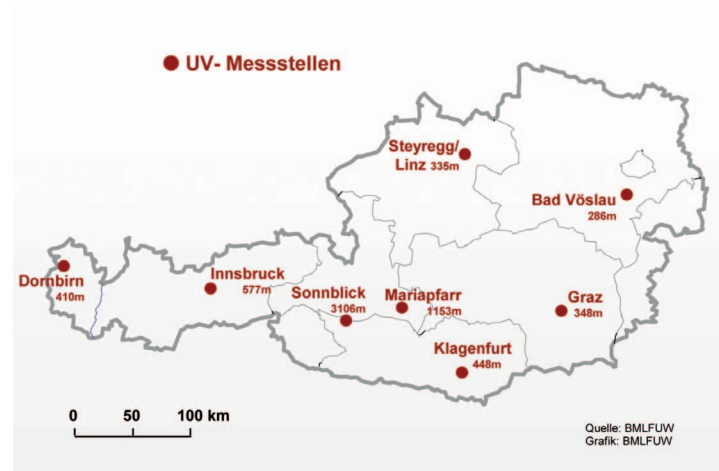 UV- Messstellen
Steyregg/
Linz 335m
Bad Vöslau
286m
Dornbirn
410m
Innsbruck
577m
Sonnblick
3106m
Mariapfarr
1153m
Graz
348m
Klagenfurt
448m
0 50 100 km
Quelle: BMLFUW
Grafik: BMLFUW